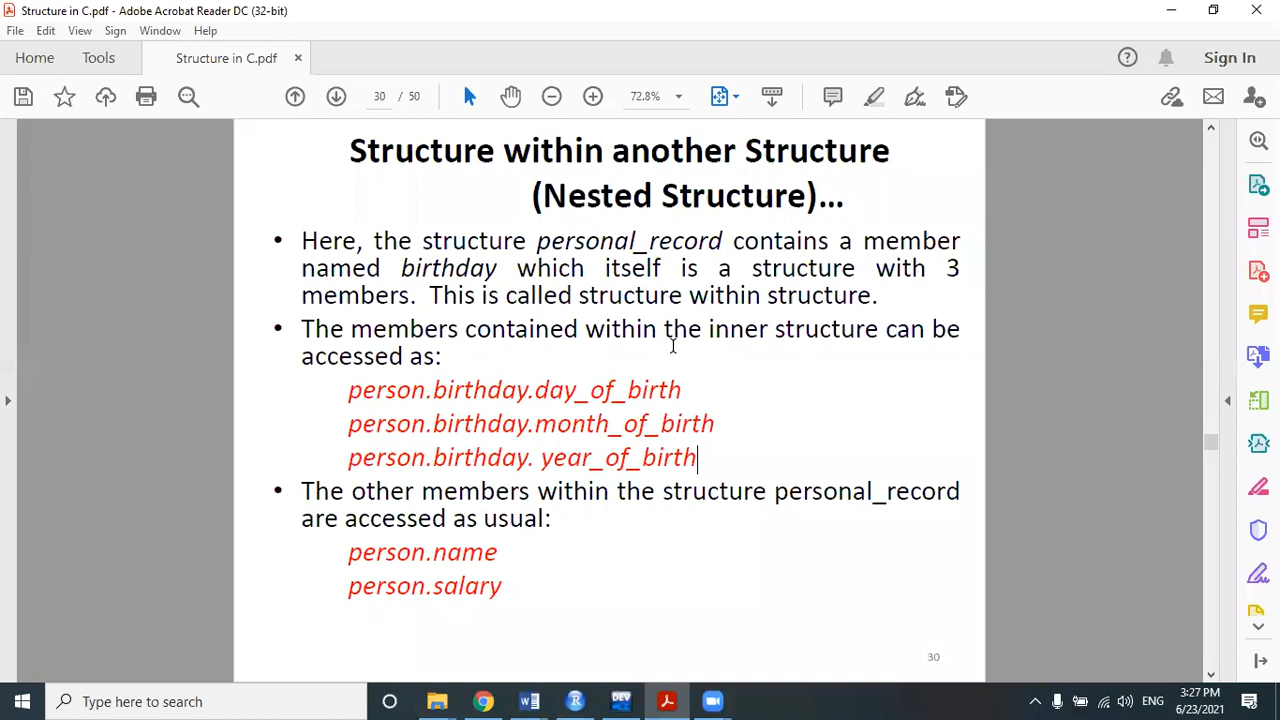 Structure in C.pdf - Adobe Acrobat Reader DC (32-bit)
File Edit View Sign Window Help
Home Tools Structure in C.pdf × Sign In
30 / 50 72.8%
Structure within another Structure
(Nested Structure)…
• Here, the structure personal_record contains a member
named birthday which itself is a structure with 3
members. This is called structure within structure.
• The members contained within the inner structure can be
accessed as:
person.birthday.day_of_birth
person.birthday.month_of_birth
person.birthday. year_of_birth
• The other members within the structure personal_record
are accessed as usual:
person.name
person.salary
30
Type here to search
DEV
ENG
3:27 PM
6/23/2021